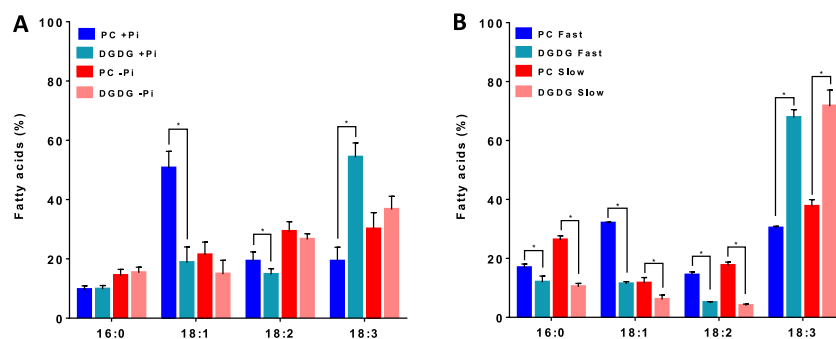 A
Fatty acids (%)
100
80
60
40
20
0
PC +Pi
DGDG +Pi
PC -Pi
DGDG -Pi
*
*
*
16:0 18:1 18:2 18:3
B
Fatty acids (%)
100
80
60
40
20
0
PC Fast
DGDG Fast
PC Slow
DGDG Slow
*
*
*
*
*
*
*
*
16:0 18:1 18:2 18:3